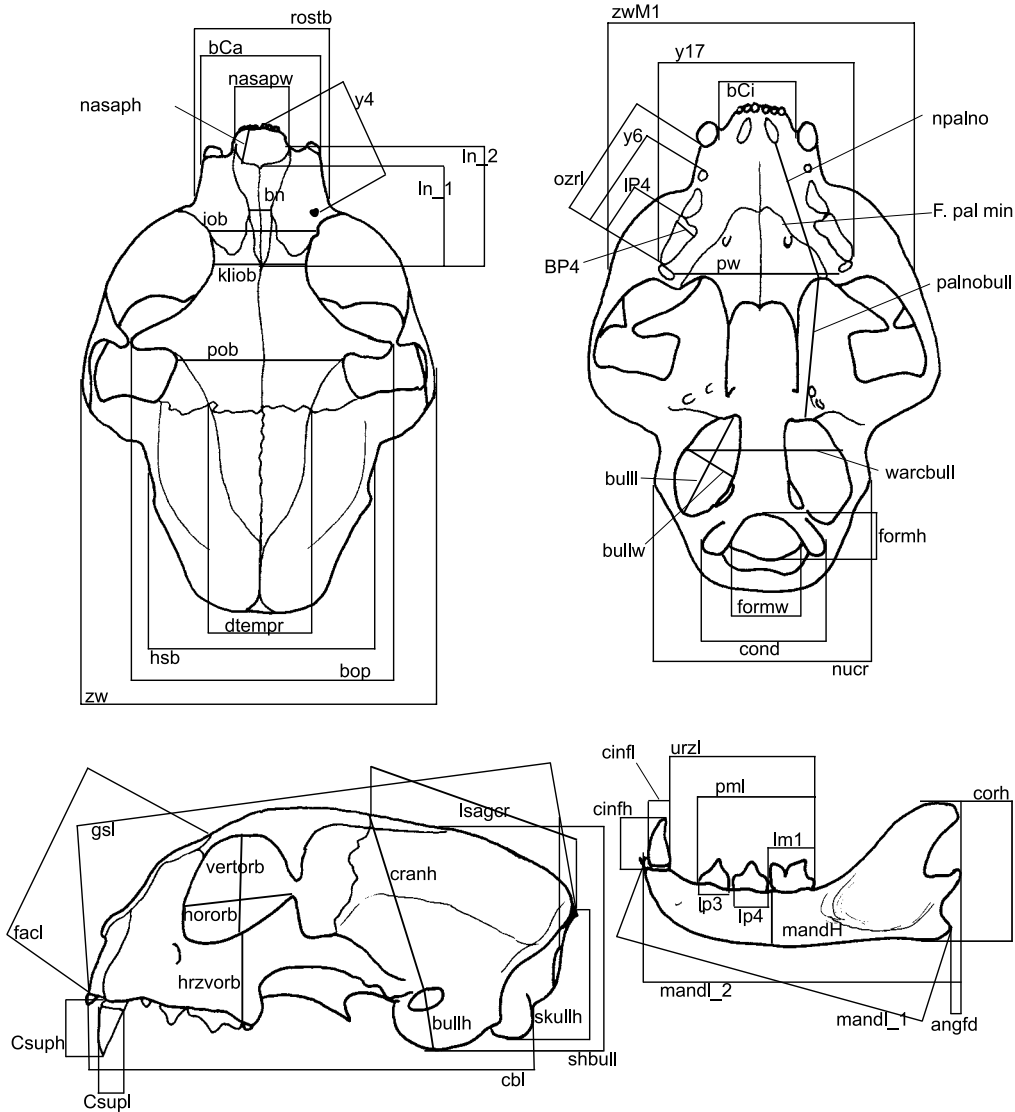 rostb
bCa
nasapw
nasaph
y4
ln_2
ln_1
bn
iob
kliob
pob
dtempr
hsb
bop
zw
zwM1
y17
bCi
npalno
y6
ozrl
lP4
F. pal min
BP4
pw
palnobull
warcbull
bulll
bullw
formh
formw
cond
nucr
gsl
lsagcr
vertorb
cranh
hororb
facl
hrzvorb
bullh
skullh
Csuph
shbull
cbl
Csupl
cinfl
urzl
pml
corh
cinfh
lm1
lp3
lp4
mandH
mandl_2
mandl_1
angfd